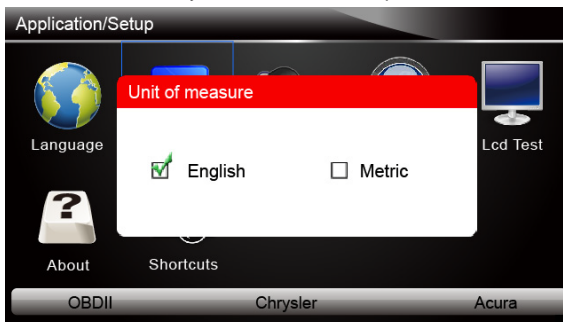 Application/Setup
Unit of measure
Language
Lcd Test
English
Metric
?
About
Shortcuts
OBDII
Chrysler
Acura